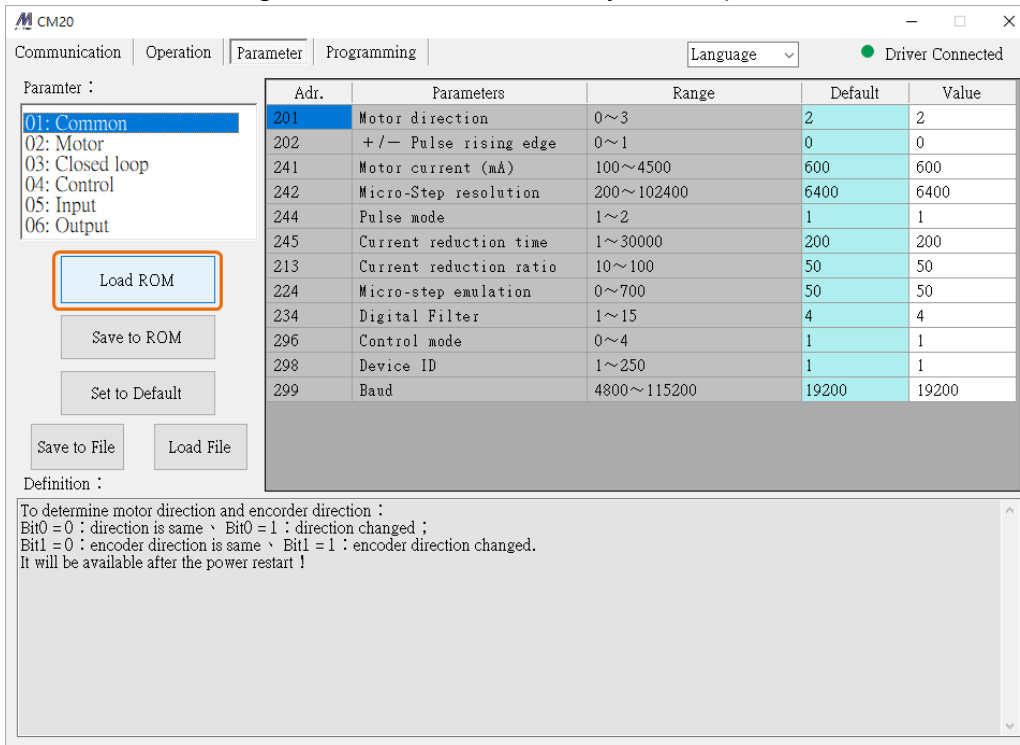 CM20
Communication Operation Parameter Programming Language Driver Connected
Paramter：
01: Common
02: Motor
03: Closed loop
04: Control
05: Input
06: Output
Load ROM
Save to ROM
Set to Default
Save to File Load File
Adr. Parameters Range Default Value
201 Motor direction 0～3 2 2
202 +/— Pulse rising edge 0～1 0 0
241 Motor current (mA) 100～4500 600 600
242 Micro-Step resolution 200～102400 6400 6400
244 Pulse mode 1～2 1 1
245 Current reduction time 1～30000 200 200
213 Current reduction ratio 10～100 50 50
224 Micro-step emulation 0～700 50 50
234 Digital Filter 1～15 4 4
296 Control mode 0～4 1 1
298 Device ID 1～250 1 1
299 Baud 4800～115200 19200 19200
Definition：
To determine motor direction and encorder direction：
Bit0 = 0：direction is same、Bit0 = 1：direction changed；
Bit1 = 0：encoder direction is same、Bit1 = 1：encoder direction changed.
It will be available after the power restart！